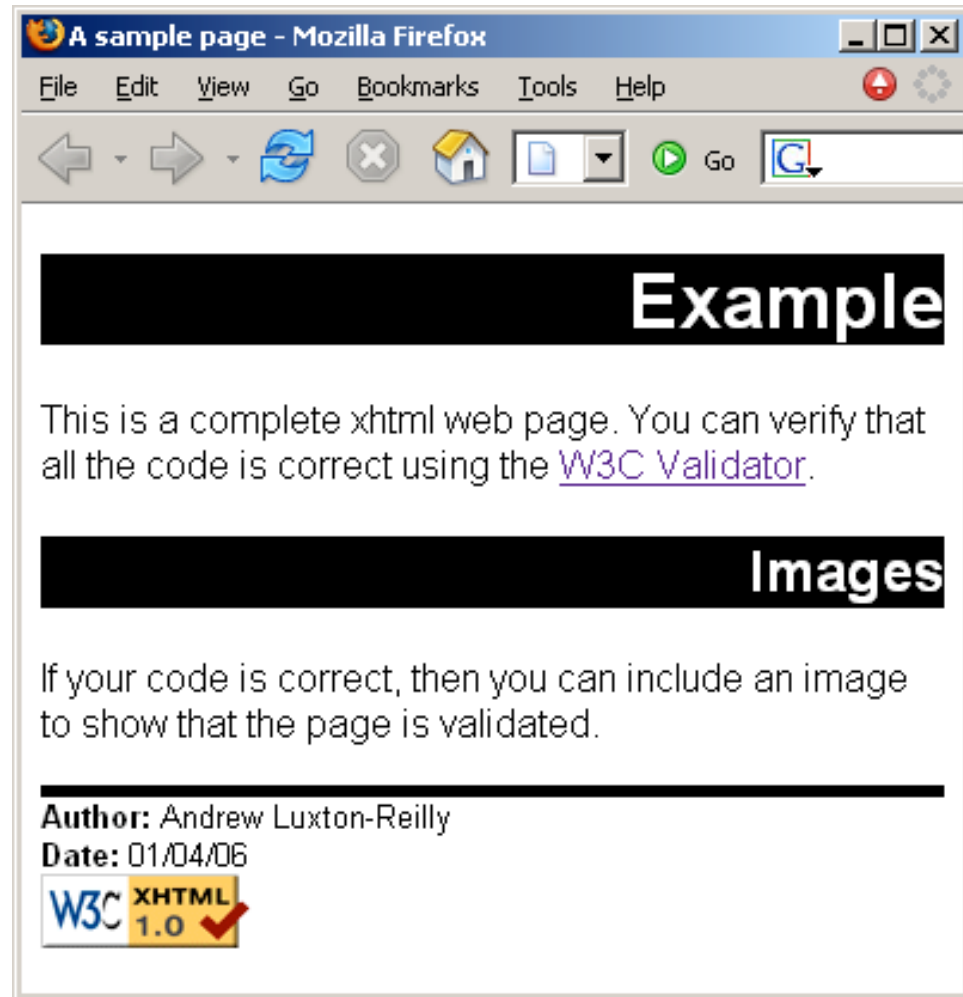 A sample page - Mozilla Firefox
File Edit View Go Bookmarks Tools Help
Go G
Example
This is a complete xhtml web page. You can verify that
all the code is correct using the W3C Validator.
Images
If your code is correct, then you can include an image
to show that the page is validated.
Author: Andrew Luxton-Reilly
Date: 01/04/06
W3C XHTML
1.0